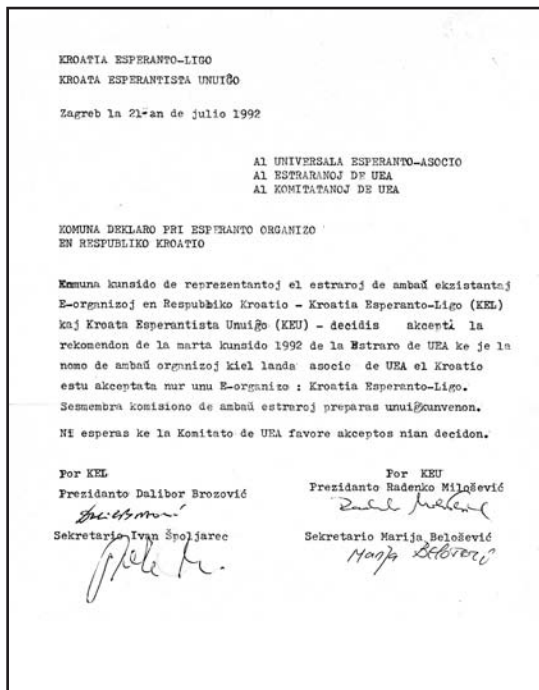 KROATIA ESPERANTO-LIGO
KROATA ESPERANTISTA UNUIĜO
Zagreb la 21-an de julio 1992
Al UNIVERSALA ESPERANTO-ASOCIO
Al ESTRARANOJ DE UEA
Al KOMITATANOJ DE UEA
KOMUNA DEKLARO PRI ESPERANTO ORGANIZO
EN RESPUBLIKO KROATIO
Komuna kunsido de reprezentantoj el estraroj de ambaŭ ekzistantaj
E-organizoj en Respubbiko Kroatio - Kroatia Esperanto-Ligo (KEL)
kaj Kroata Esperantista Unuiĝo (KEU) - decidis akcepti la
rekomendon de la marta kunsido 1992 de la Estraro de UEA ke je la
nomo de ambaŭ organizoj kiel landa asocio de UEA el Kroatio
estu akceptata nur unu E-organizo : Kroatia Esperanto-Ligo.
Sesmembra komisiono de ambaŭ estraroj preparas unuiĝkunvenon.
Ni esperas ke la Komitato de UEA favore akceptos nian decidon.
Por KEL
Prezidanto Dalibor Brozović
Sekretario Ivan Špoljarec
Por KEU
Prezidanto Radenko Milošević
Sekretario Marija Belošević